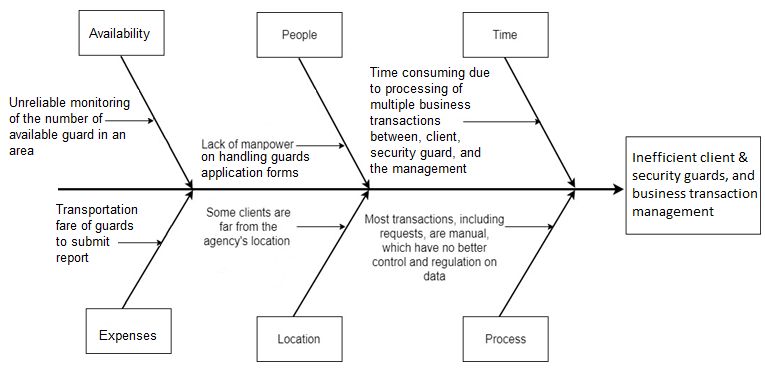 Availability
People
Time
Unreliable monitoring
of the number of
available guard in an
area
Lack of manpower
on handling guards
application forms
Time consuming due
to processing of
multiple business
transactions
between, client,
security guard, and
the management
Inefficient client &
security guards, and
business transaction
management
Transportation
fare of guards
to submit
report
Some clients are
far from the
agency's location
Most transactions, including
requests, are manual,
which have no better
control and regulation on
data
Expenses
Location
Process